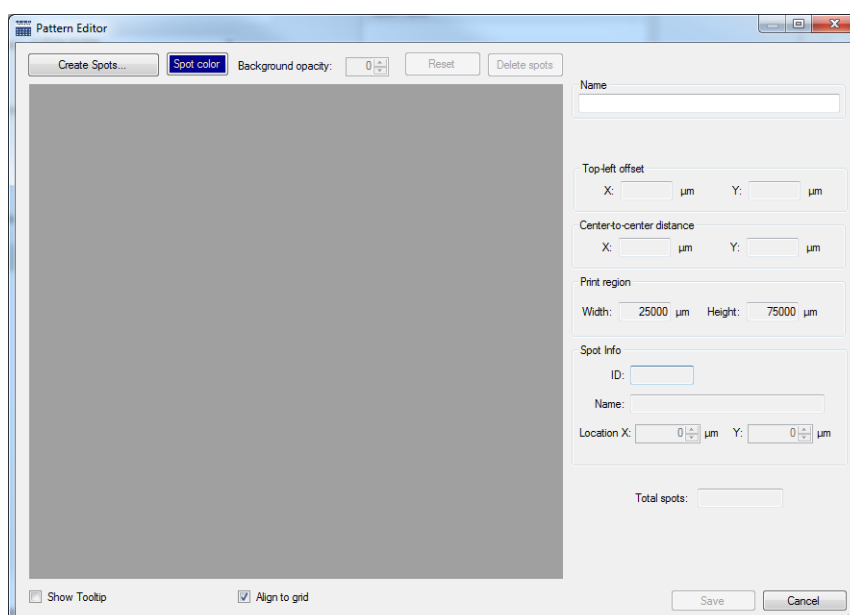 Pattern Editor
Create Spots... Spot color Background opacity: 0 Reset Delete spots
Name
Top-left offset
X: µm Y: µm
Center-to-center distance
X: µm Y: µm
Print region
Width: 25000 µm Height: 75000 µm
Spot Info
ID:
Name:
Location X: 0 µm Y: 0 µm
Total spots:
Show Tooltip Align to grid
Save Cancel